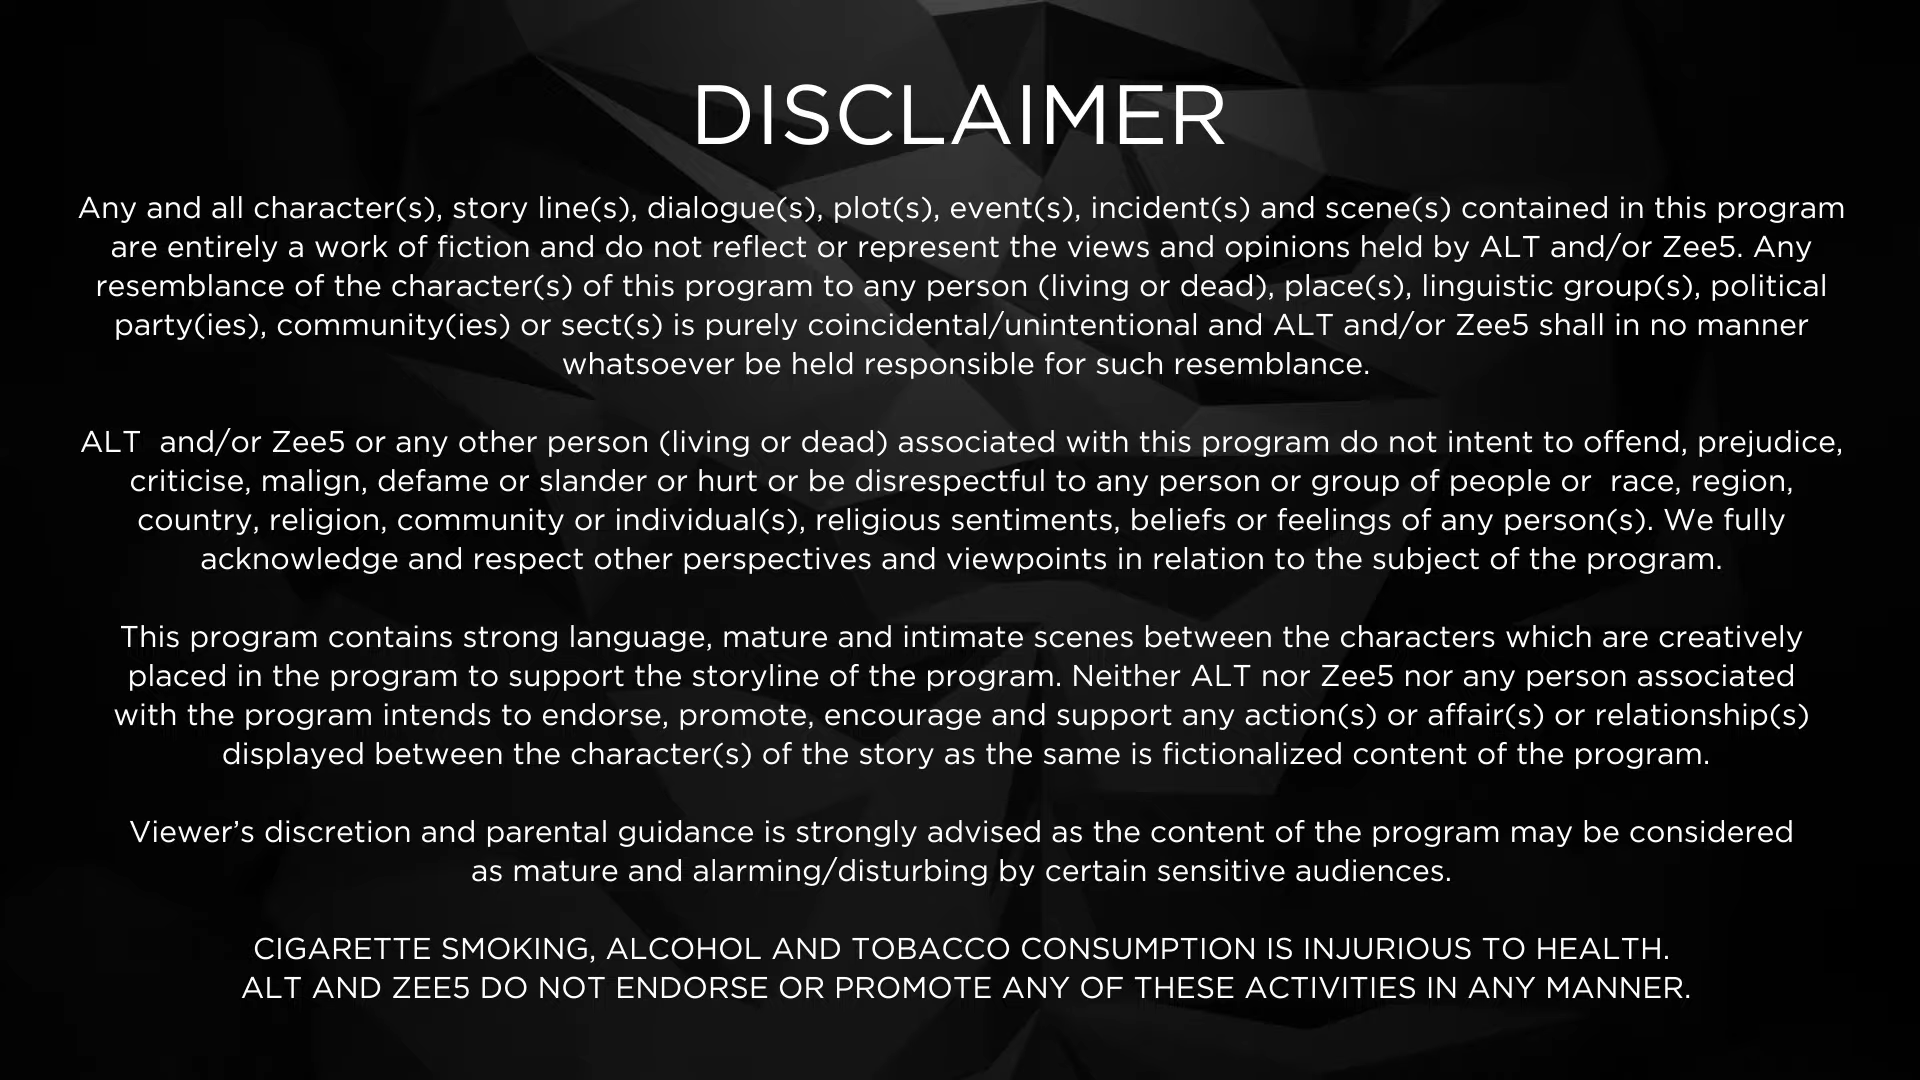 DISCLAIMER
Any and all character(s), story line(s), dialogue(s), plot(s), event(s), incident(s) and scene(s) contained in this program
are entirely a work of fiction and do not reflect or represent the views and opinions held by ALT and/or Zee5. Any
resemblance of the character(s) of this program to any person (living or dead), place(s), linguistic group(s), political
party(ies), community(ies) or sect(s) is purely coincidental/unintentional and ALT and/or Zee5 shall in no manner
whatsoever be held responsible for such resemblance.
ALT  and/or Zee5 or any other person (living or dead) associated with this program do not intent to offend, prejudice,
criticise, malign, defame or slander or hurt or be disrespectful to any person or group of people or  race, region,
country, religion, community or individual(s), religious sentiments, beliefs or feelings of any person(s). We fully
acknowledge and respect other perspectives and viewpoints in relation to the subject of the program.
This program contains strong language, mature and intimate scenes between the characters which are creatively
placed in the program to support the storyline of the program. Neither ALT nor Zee5 nor any person associated
with the program intends to endorse, promote, encourage and support any action(s) or affair(s) or relationship(s)
displayed between the character(s) of the story as the same is fictionalized content of the program.
Viewer’s discretion and parental guidance is strongly advised as the content of the program may be considered
as mature and alarming/disturbing by certain sensitive audiences.
CIGARETTE SMOKING, ALCOHOL AND TOBACCO CONSUMPTION IS INJURIOUS TO HEALTH.
ALT AND ZEE5 DO NOT ENDORSE OR PROMOTE ANY OF THESE ACTIVITIES IN ANY MANNER.